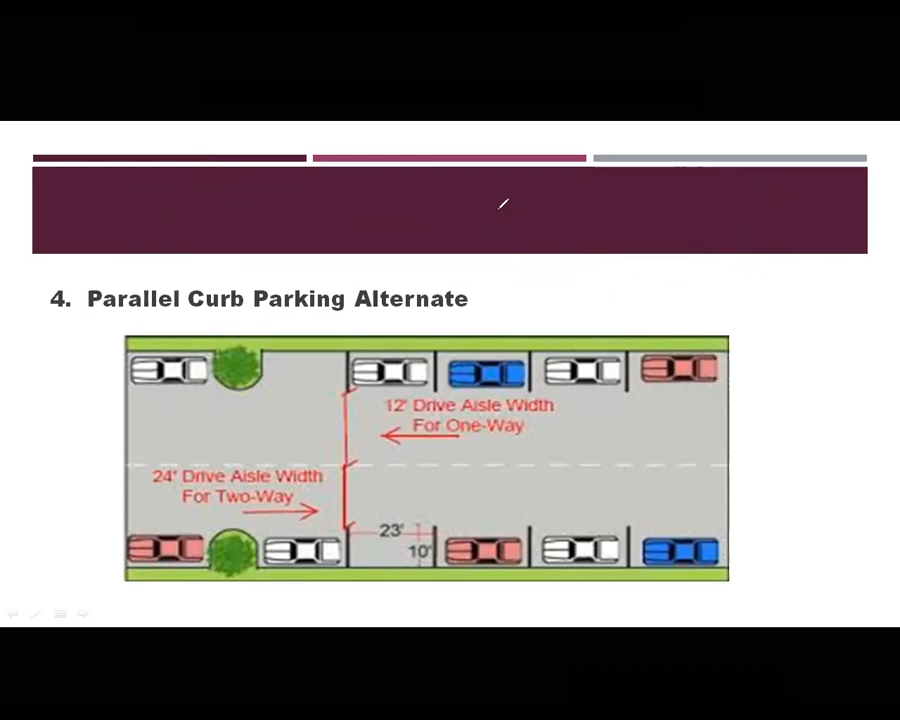 4. Parallel Curb Parking Alternate
12' Drive Aisle Width
For One-Way
24' Drive Aisle Width
For Two-Way
23'
10'